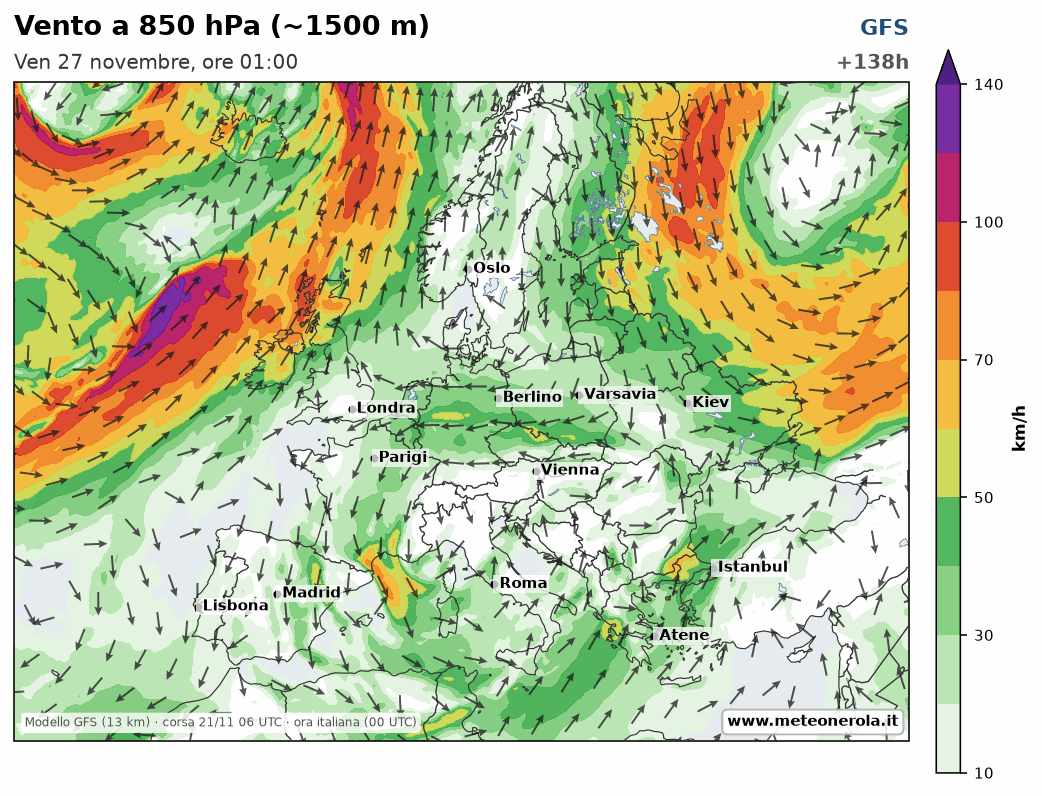 Vento a 850 hPa (~1500 m)
GFS
Ven 27 novembre, ore 01:00
+138h
140
100
70
50
30
10
km/h
Oslo
Berlino
Varsavia
Kiev
Londra
Parigi
Vienna
Istanbul
Roma
Madrid
Lisbona
Atene
Modello GFS (13 km) · corsa 21/11 06 UTC · ora italiana (00 UTC)
www.meteonerola.it